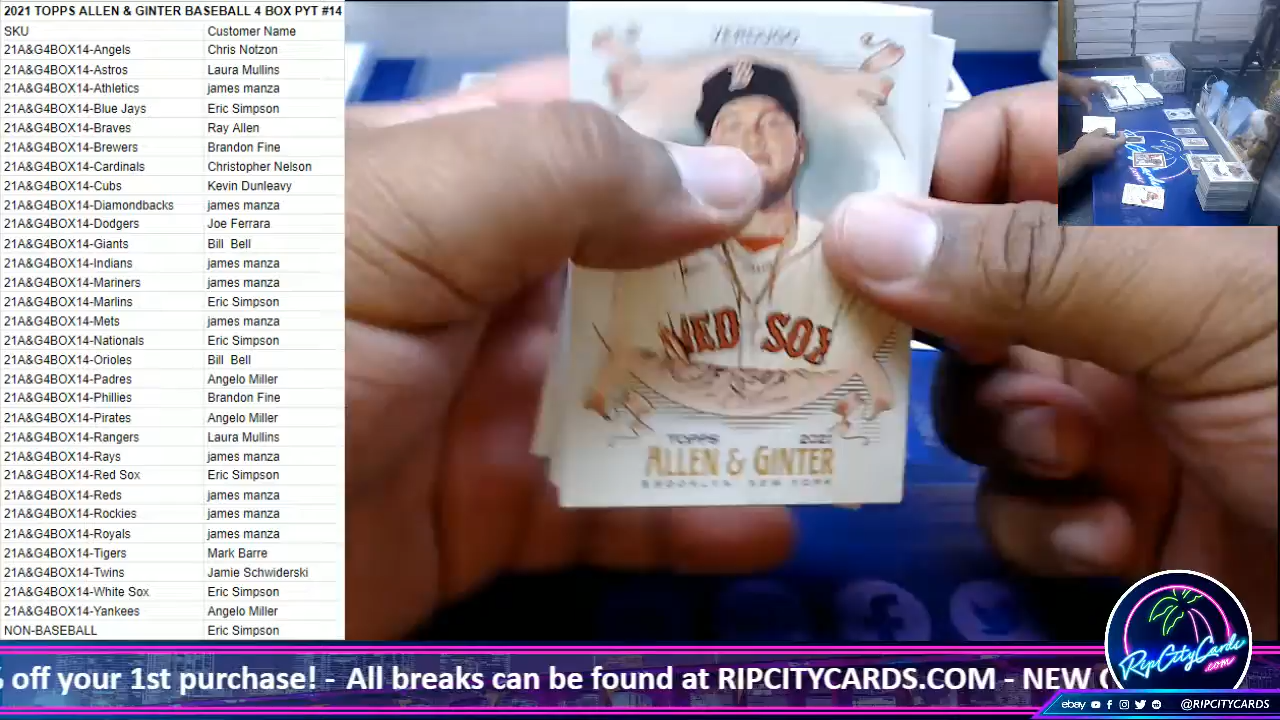 2021 TOPPS ALLEN & GINTER BASEBALL 4 BOX PYT #14
SKU Customer Name
21A&G4BOX14-Angels Chris Notzon
21A&G4BOX14-Astros Laura Mullins
21A&G4BOX14-Athletics james manza
21A&G4BOX14-Blue Jays Eric Simpson
21A&G4BOX14-Braves Ray Allen
21A&G4BOX14-Brewers Brandon Fine
21A&G4BOX14-Cardinals Christopher Nelson
21A&G4BOX14-Cubs Kevin Dunleavy
21A&G4BOX14-Diamondbacks james manza
21A&G4BOX14-Dodgers Joe Ferrara
21A&G4BOX14-Giants Bill Bell
21A&G4BOX14-Indians james manza
21A&G4BOX14-Mariners james manza
21A&G4BOX14-Marlins Eric Simpson
21A&G4BOX14-Mets james manza
21A&G4BOX14-Nationals Eric Simpson
21A&G4BOX14-Orioles Bill Bell
21A&G4BOX14-Padres Angelo Miller
21A&G4BOX14-Phillies Brandon Fine
21A&G4BOX14-Pirates Angelo Miller
21A&G4BOX14-Rangers Laura Mullins
21A&G4BOX14-Rays james manza
21A&G4BOX14-Red Sox Eric Simpson
21A&G4BOX14-Reds james manza
21A&G4BOX14-Rockies james manza
21A&G4BOX14-Royals james manza
21A&G4BOX14-Tigers Mark Barre
21A&G4BOX14-Twins Jamie Schwiderski
21A&G4BOX14-White Sox Eric Simpson
21A&G4BOX14-Yankees Angelo Miller
NON-BASEBALL Eric Simpson
VERDUGO
RED SOX
TOPPS 2021
ALLEN & GINTER
BROOKLYN NEW YORK
off your 1st purchase! - All breaks can be found at RIPCITYCARDS.COM - NEW
RipCityCards
.com
ebay @RIPCITYCARDS